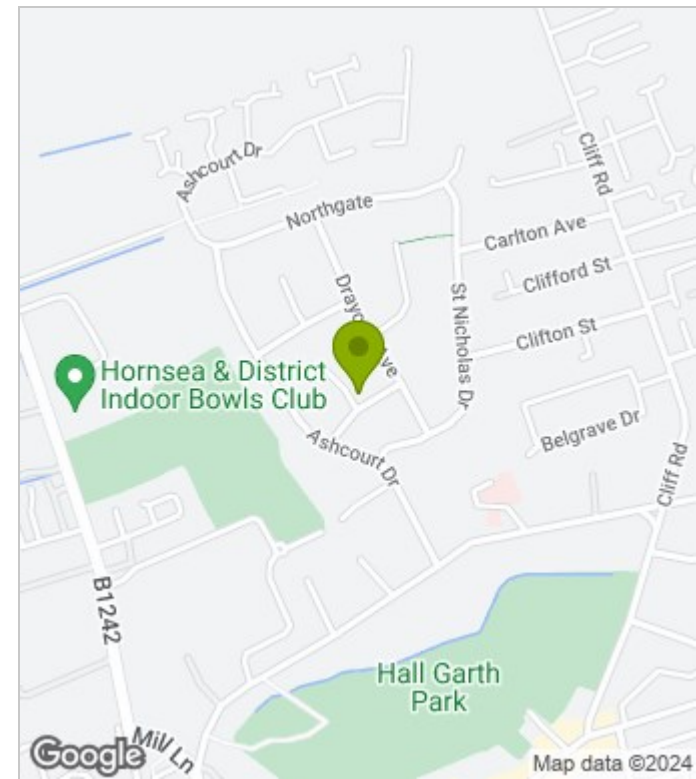 Cliff Rd
Ashcourt Dr
Northgate
Carlton Ave
Clifford St
St Nicholas Dr
Clifton St
Hornsea & District
Indoor Bowls Club
Ashcourt Dr
Belgrave Dr
Cliff Rd
B1242
Hall Garth
Park
Mill Ln
Google
Map data ©2024